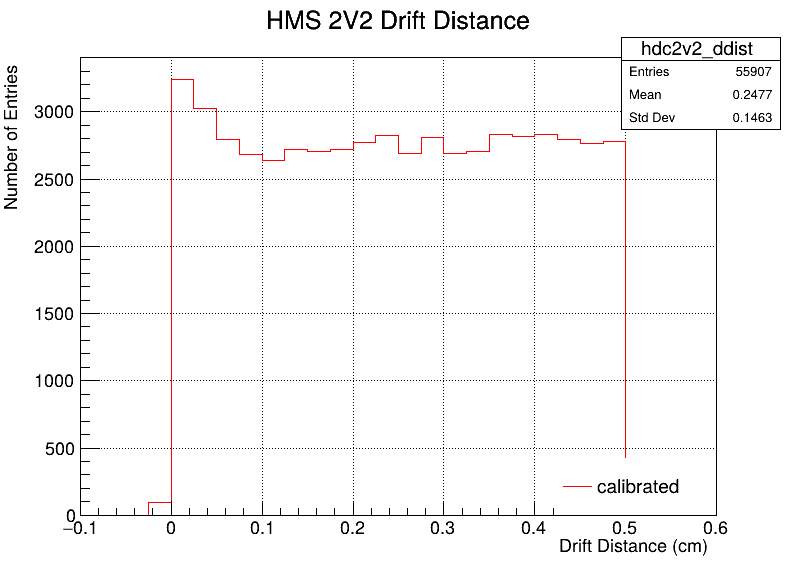 HMS 2V2 Drift Distance
hdc2v2_ddist
Entries 55907
Mean 0.2477
Std Dev 0.1463
Number of Entries
3000
2500
2000
1500
1000
500
0
−0.1 0 0.1 0.2 0.3 0.4 0.5 0.6
calibrated
Drift Distance (cm)